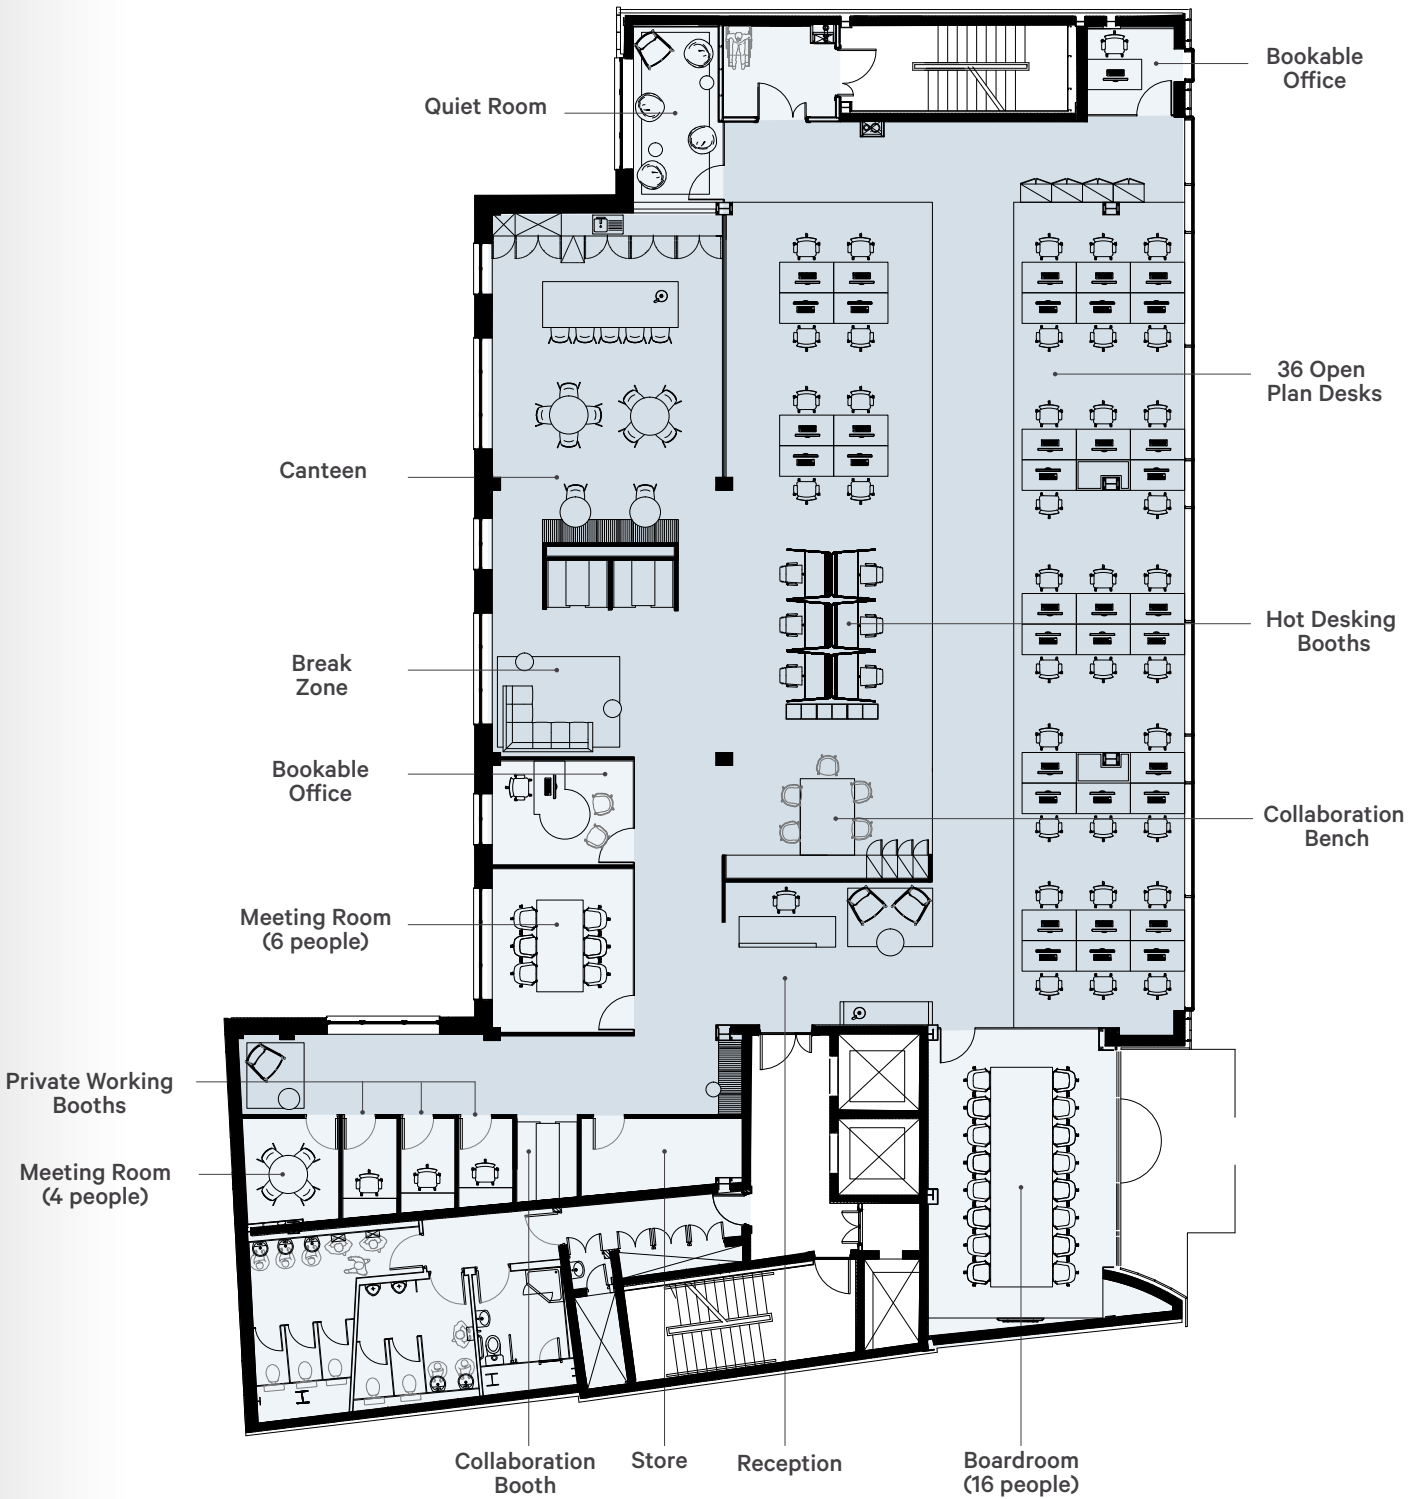 Bookable
Office
Quiet Room
36 Open
Plan Desks
Canteen
Hot Desking
Booths
Break
Zone
Bookable
Office
Collaboration
Bench
Meeting Room
(6 people)
Private Working
Booths
Meeting Room
(4 people)
Collaboration
Booth
Store
Reception
Boardroom
(16 people)